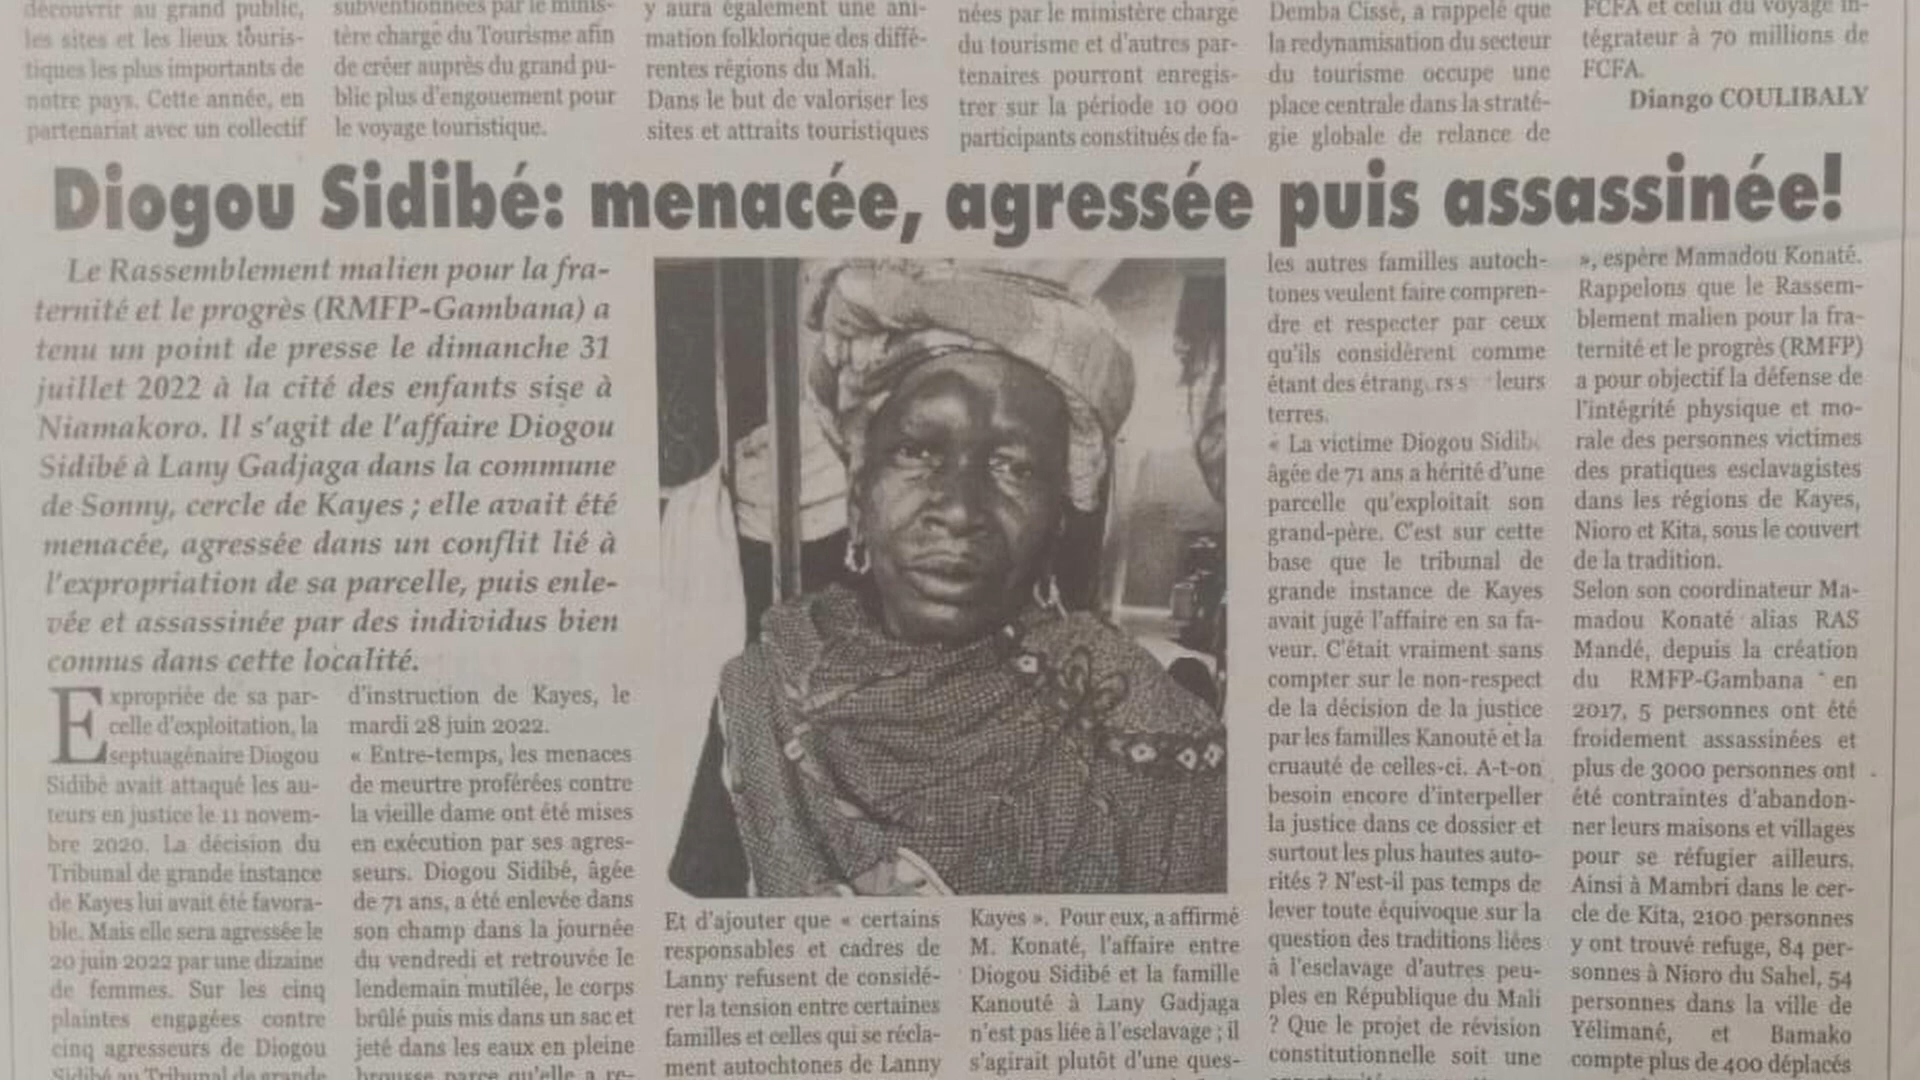 découvrir au grand public,
les sites et les lieux touris-
tiques les plus importants de
notre pays. Cette année, en
partenariat avec un collectif
subventionnées par le minis-
tère chargé du Tourisme afin
de créer auprès du grand pu-
blic plus d'engouement pour
le voyage touristique.
y aura également une ani-
mation folklorique des diffé-
rentes régions du Mali.
Dans le but de valoriser les
sites et attraits touristiques
nées par le ministère chargé
du tourisme et d'autres par-
tenaires pourront enregis-
trer sur la période 10 000
participants constitués de fa-
Demba Cissé, a rappelé que
la redynamisation du secteur
du tourisme occupe une
place centrale dans la straté-
gie globale de relance de
FCFA et celui du voyage in-
tégrateur à 70 millions de
FCFA.
Diango COULIBALY
Diogou Sidibé: menacée, agressée puis assassinée!
Le Rassemblement malien pour la fra-
ternité et le progrès (RMFP-Gambana) a
tenu un point de presse le dimanche 31
juillet 2022 à la cité des enfants sise à
Niamakoro. Il s'agit de l'affaire Diogou
Sidibé à Lany Gadjaga dans la commune
de Sonny, cercle de Kayes ; elle avait été
menacée, agressée dans un conflit lié à
l'expropriation de sa parcelle, puis enle-
vée et assassinée par des individus bien
connus dans cette localité.
Expropriée de sa par-
celle d'exploitation, la
septuagénaire Diogou
Sidibé avait attaqué les au-
teurs en justice le 11 novem-
bre 2020. La décision du
Tribunal de grande instance
de Kayes lui avait été favora-
ble. Mais elle sera agressée le
20 juin 2022 par une dizaine
de femmes. Sur les cinq
plaintes engagées contre
cinq agresseurs de Diogou
Sidibé au Tribunal de grande
d'instruction de Kayes, le
mardi 28 juin 2022.
« Entre-temps, les menaces
de meurtre proférées contre
la vieille dame ont été mises
en exécution par ses agres-
seurs. Diogou Sidibé, âgée
de 71 ans, a été enlevée dans
son champ dans la journée
du vendredi et retrouvée le
lendemain mutilée, le corps
brûlé puis mis dans un sac et
jeté dans les eaux en pleine
brousse parce qu'elle a re-
Et d'ajouter que « certains
responsables et cadres de
Lanny refusent de considé-
rer la tension entre certaines
familles et celles qui se récla-
ment autochtones de Lanny
Kayes ». Pour eux, a affirmé
M. Konaté, l'affaire entre
Diogou Sidibé et la famille
Kanouté à Lany Gadjaga
n'est pas liée à l'esclavage ; il
s'agirait plutôt d'une ques-
les autres familles autoch-
tones veulent faire compren-
dre et respecter par ceux
qu'ils considèrent comme
étant des leurs
terres.
« La victime Diogou
âgée de 71 ans a hérité d'une
parcelle qu'exploitait son
grand-père. C'est sur cette
base que le tribunal de
grande instance de Kayes
avait jugé l'affaire en sa fa-
veur. C'était vraiment sans
compter sur le non-respect
de la décision de la justice
par les familles Kanouté et la
cruauté de celles-ci. A-t-on
besoin encore d'interpeller
la justice dans ce dossier et
surtout les plus hautes auto-
rités ? N'est-il pas temps de
lever toute équivoque sur la
question des traditions liées
à l'esclavage d'autres peu-
ples en République du Mali
? Que le projet de révision
constitutionnelle soit une
», espère Mamadou Konaté.
Rappelons que le Rassem-
blement malien pour la fra-
ternité et le progrès (RMFP)
a pour objectif la défense de
l'intégrité physique et mo-
rale des personnes victimes
des pratiques esclavagistes
dans les régions de Kayes,
Nioro et Kita, sous le couvert
de la tradition.
Selon son coordinateur Ma-
madou Konaté alias RAS
Mandé, depuis la création
du RMFP-Gambana en
2017, 5 personnes ont été
froidement assassinées et
plus de 3000 personnes ont
été contraintes d'abandon-
ner leurs maisons et villages
pour se réfugier ailleurs.
Ainsi à Mambri dans le cer-
cle de Kita, 2100 personnes
y ont trouvé refuge, 84 per-
sonnes à Nioro du Sahel, 54
personnes dans la ville de
Yélimané, et Bamako
compte plus de 400 déplacés